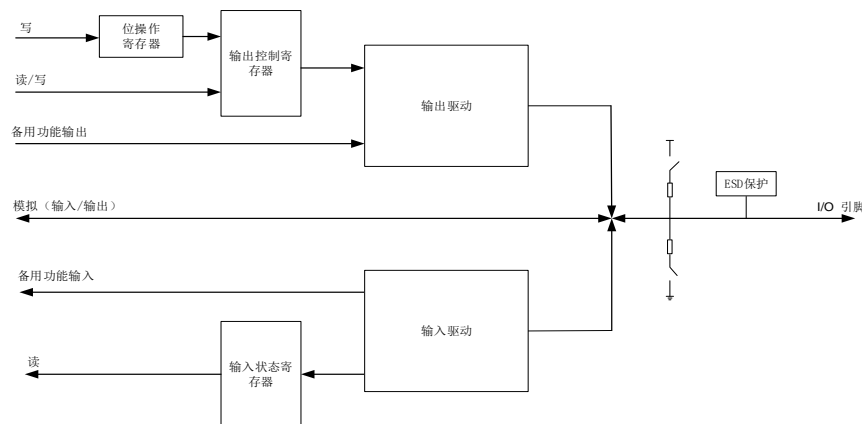 写
位操作
寄存器
输出控制寄
存器
读/写
输出驱动
备用功能输出
ESD保护
模拟（输入/输出）
I/O 引脚
备用功能输入
输入驱动
读
输入状态寄
存器